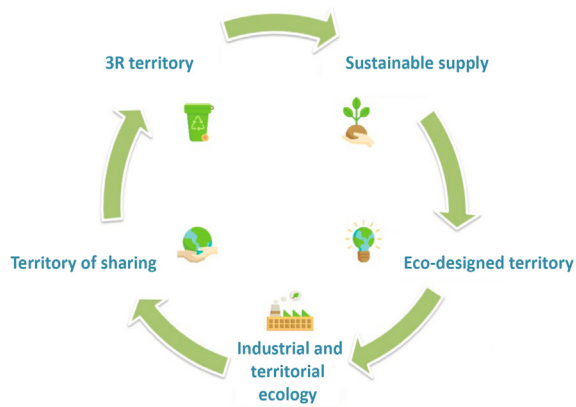 3R territory
Sustainable supply
Territory of sharing
Eco-designed territory
Industrial and
territorial
ecology